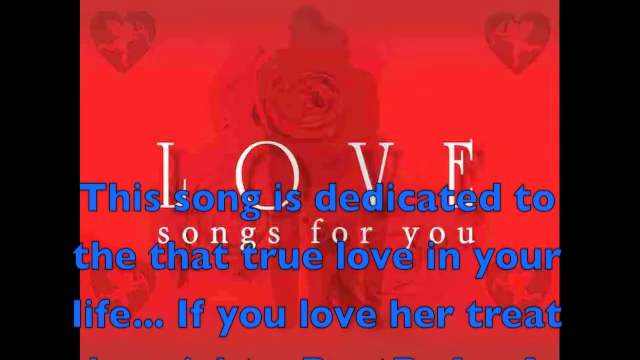 LOVE
This song is dedicated to
songs for you
the that true love in your
life... If you love her treat